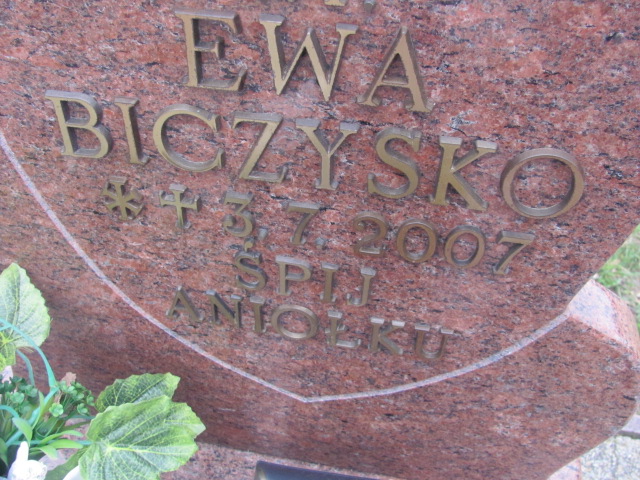 EWA
BICZYSKO
* † 3.7.2007
ŚPIJ
ANIOŁKU